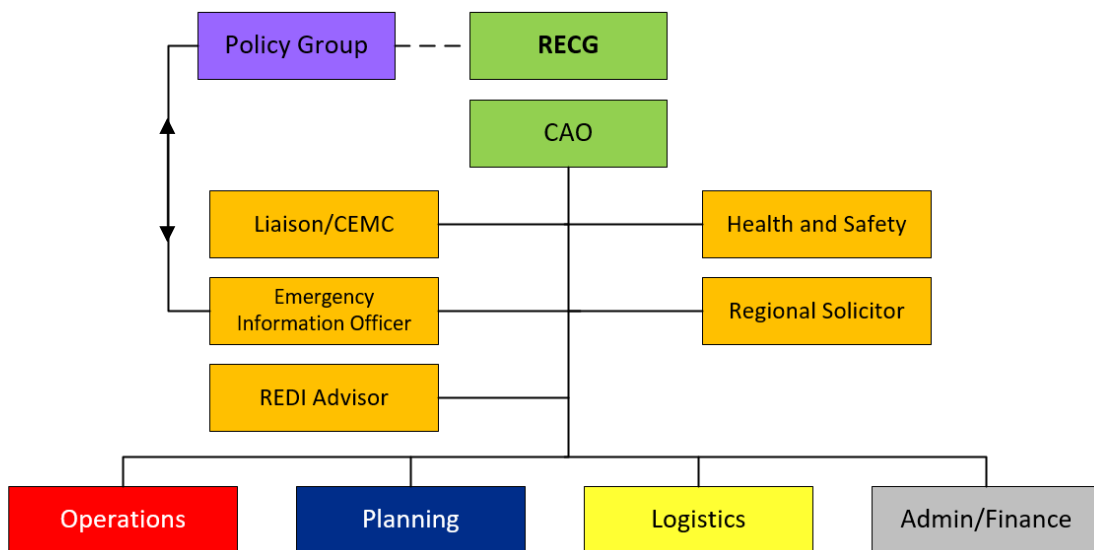 Policy Group
RECG
CAO
Liaison/CEMC
Health and Safety
Emergency
Information Officer
Regional Solicitor
REDI Advisor
Operations
Planning
Logistics
Admin/Finance